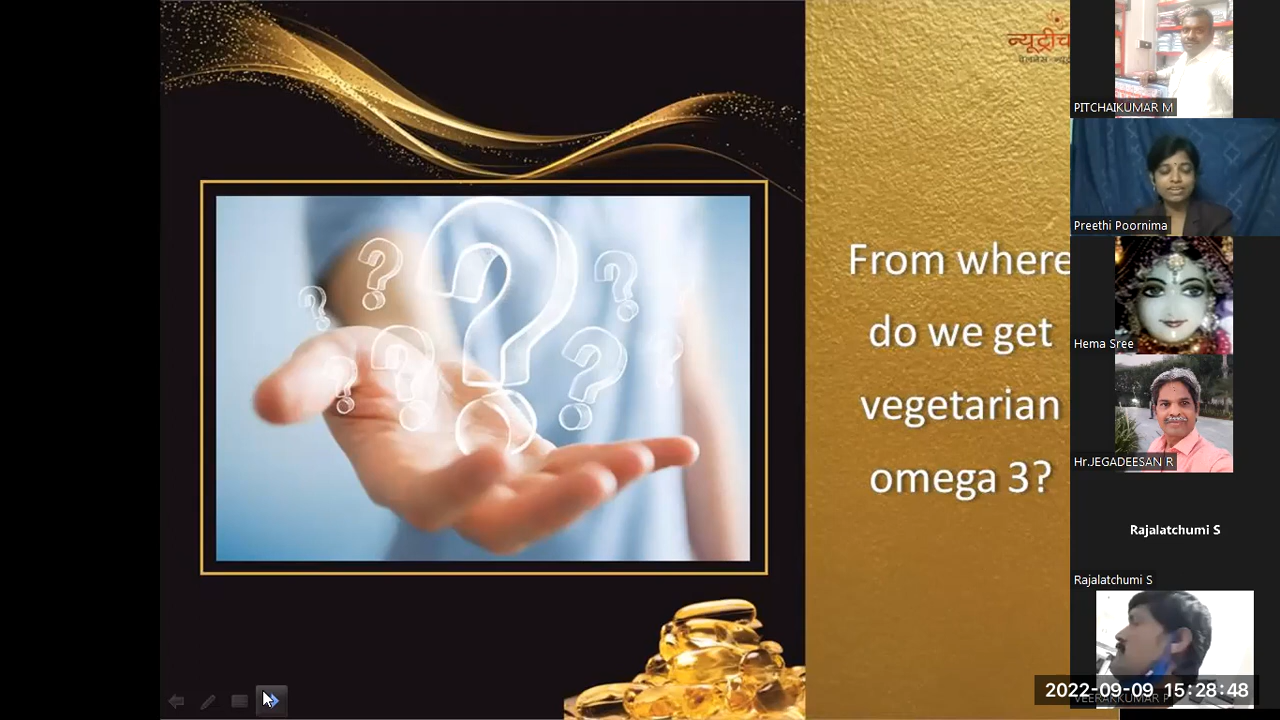 From where
do we get
vegetarian
omega 3?
PITCHAIKUMAR M
Preethi Poornima
Hema Sree
Hr.JEGADEESAN R
Rajalatchumi S
Rajalatchumi S
2022-09-09 15:28:48